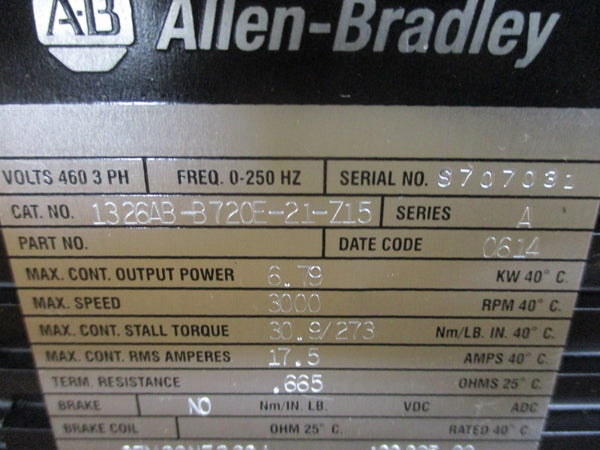 A-B Allen-Bradley
VOLTS 460 3 PH FREQ. 0-250 HZ SERIAL NO. S707031
CAT. NO. 1326AB-B720E-21-Z15 SERIES A
PART NO. DATE CODE 0614
MAX. CONT. OUTPUT POWER 6.79 KW 40° C.
MAX. SPEED 3000 RPM 40° C.
MAX. CONT. STALL TORQUE 30.9/273 Nm/LB. IN. 40° C.
MAX. CONT. RMS AMPERES 17.5 AMPS 40° C.
TERM. RESISTANCE .665 OHMS 25° C.
BRAKE NO Nm/IN. LB. VDC ADC
BRAKE COIL OHM 25° C. RATED 40° C.